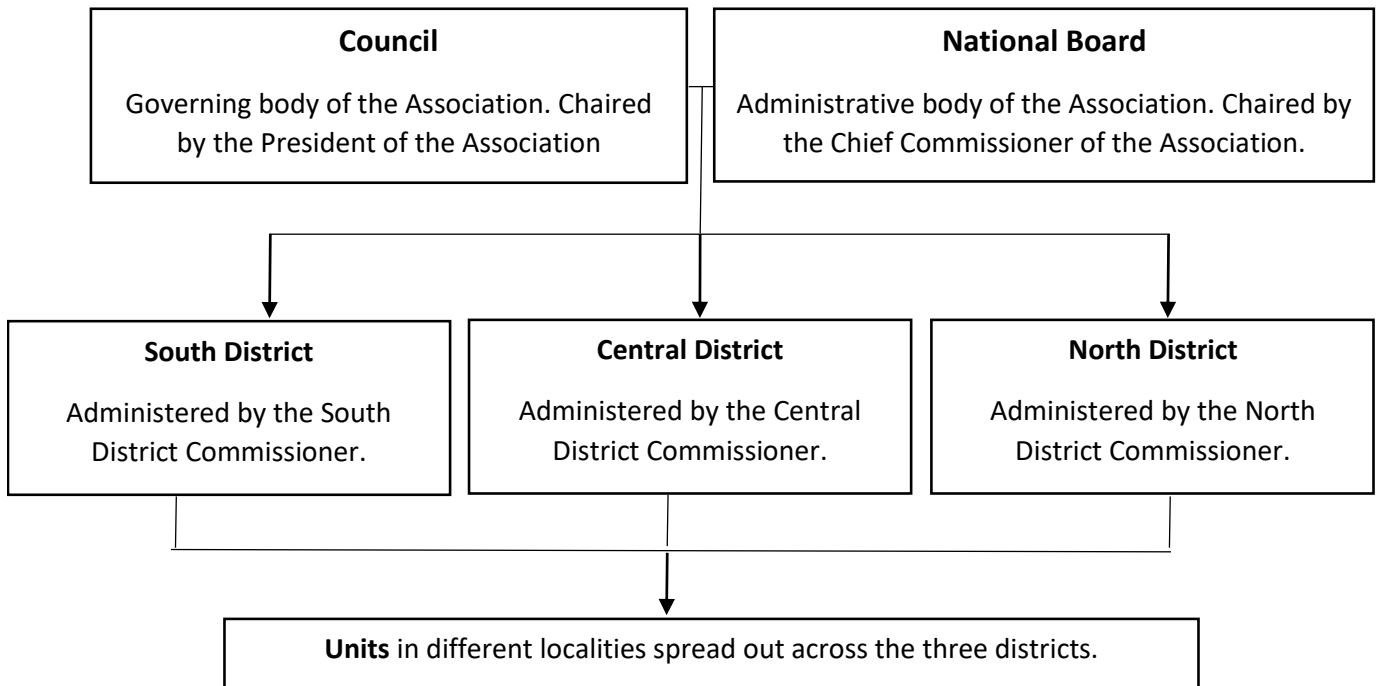 Council
Governing body of the Association. Chaired
by the President of the Association
National Board
Administrative body of the Association. Chaired by
the Chief Commissioner of the Association.
South District
Administered by the South
District Commissioner.
Central District
Administered by the Central
District Commissioner.
North District
Administered by the North
District Commissioner.
Units in different localities spread out across the three districts.